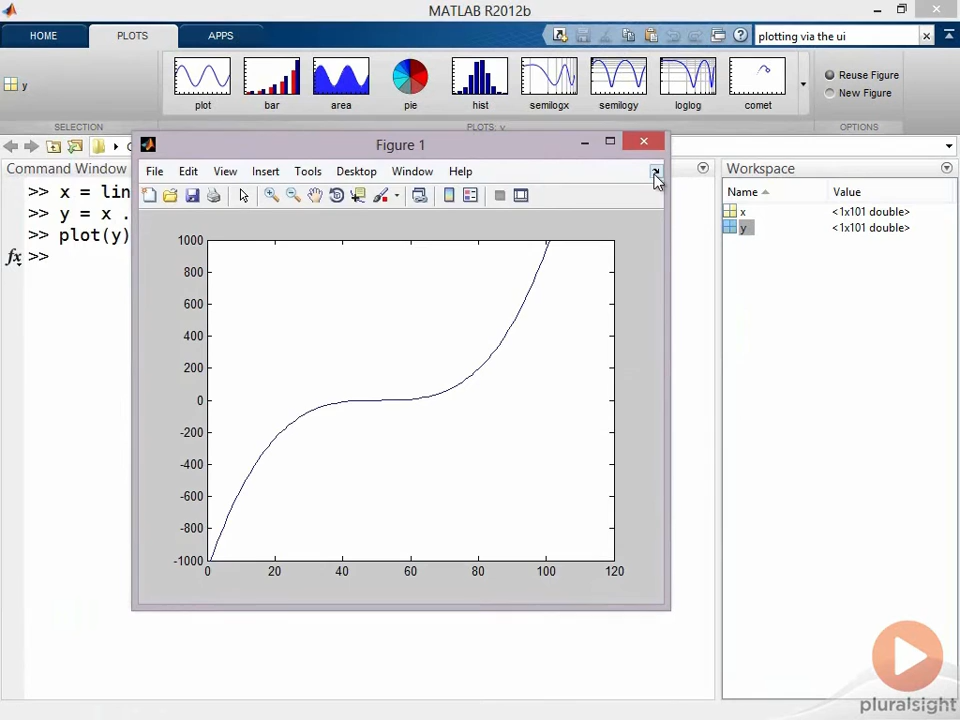 MATLAB R2012b
HOME PLOTS APPS plotting via the ui
y
plot bar area pie hist semilogx semilogy loglog comet
Reuse Figure
New Figure
SELECTION PLOTS: y OPTIONS
Figure 1
Command Window
Workspace
File Edit View Insert Tools Desktop Window Help
Name Value
>> x = lin
>> y = x .
>> plot(y)
fx >>
x <1x101 double>
y <1x101 double>
1000
800
600
400
200
0
-200
-400
-600
-800
-1000
0 20 40 60 80 100 120
pluralsight